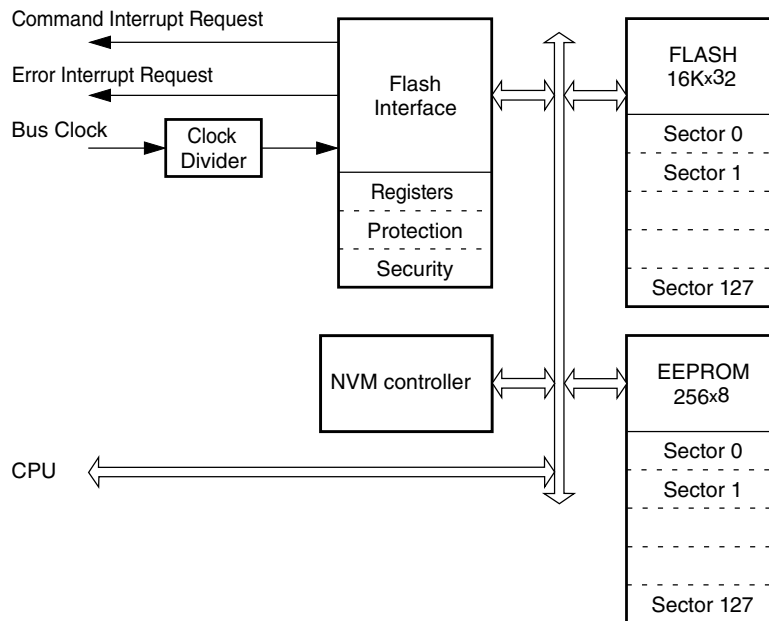 Command Interrupt Request
Error Interrupt Request
Bus Clock
Clock
Divider
Flash
Interface
Registers
Protection
Security
FLASH
16Kx32
Sector 0
Sector 1
Sector 127
NVM controller
EEPROM
256x8
Sector 0
Sector 1
Sector 127
CPU